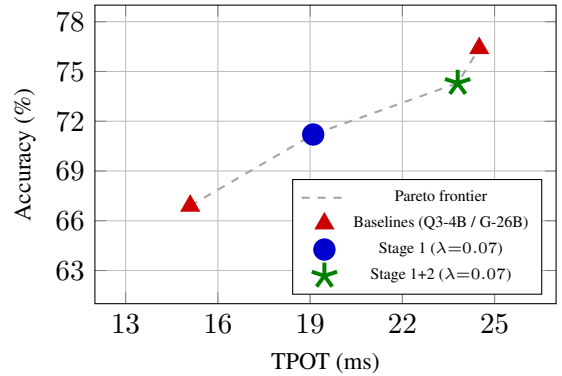 78
75
72
69
66
63
Accuracy (%)
Pareto frontier
Baselines (Q3-4B / G-26B)
Stage 1 (λ=0.07)
Stage 1+2 (λ=0.07)
13 16 19 22 25
TPOT (ms)